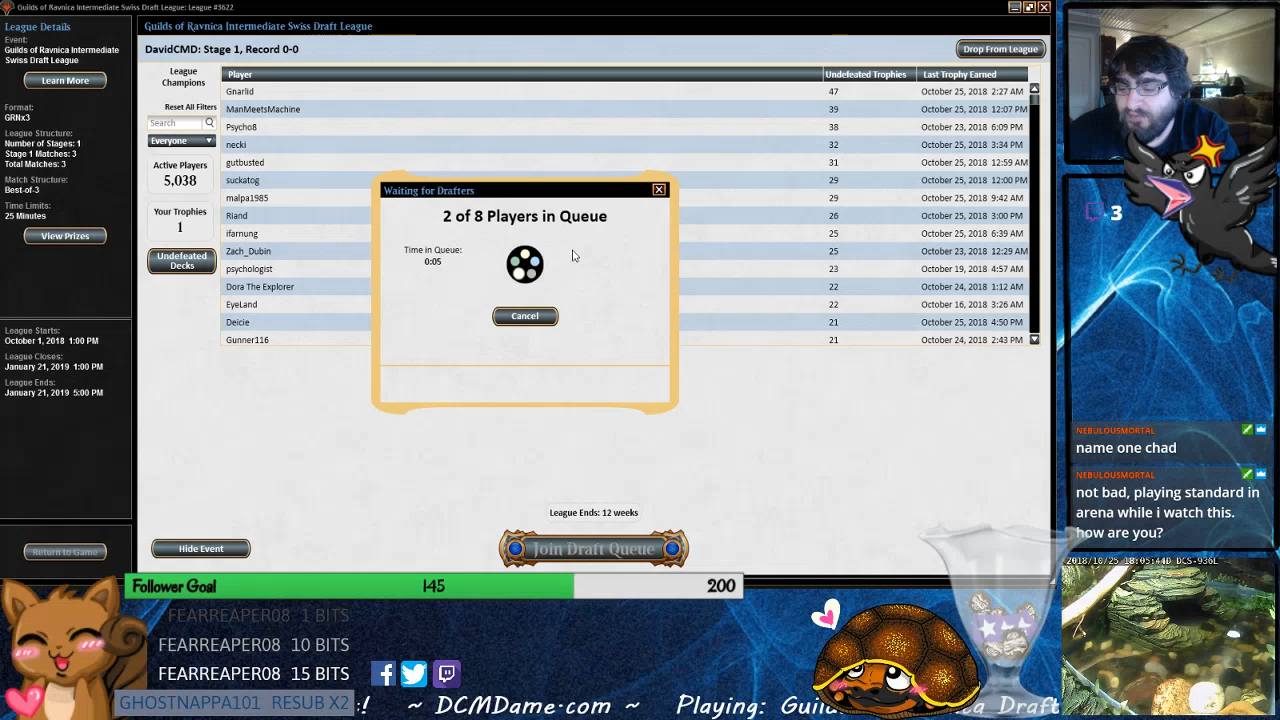 Guilds of Ravnica Intermediate Swiss Draft League: League #3622
League Details
Event:
Guilds of Ravnica Intermediate
Swiss Draft League
Learn More
Format:
GRNx3
League Structure:
Number of Stages: 1
Stage 1 Matches: 3
Total Matches: 3
Match Structure:
Best-of-3
Time Limits:
25 Minutes
View Prizes
League Starts:
October 1, 2018 1:00 PM
League Closes:
January 21, 2019 1:00 PM
League Ends:
January 21, 2019 5:00 PM
Return to Game
Guilds of Ravnica Intermediate Swiss Draft League
DavidCMD: Stage 1, Record 0-0
Drop From League
League
Champions
Reset All Filters
Search
Everyone
Active Players
5,038
Your Trophies
1
Undefeated
Decks
Player Undefeated Trophies Last Trophy Earned
Gnarlid 47 October 25, 2018 2:27 AM
ManMeetsMachine 39 October 25, 2018 12:07 PM
Psycho8 38 October 23, 2018 6:09 PM
necki 32 October 25, 2018 3:34 PM
gutbusted 31 October 25, 2018 12:59 AM
suckatog 29 October 25, 2018 12:00 PM
malpa1985 29 October 25, 2018 9:42 AM
Riand 26 October 25, 2018 3:00 PM
ifarnung 25 October 25, 2018 6:39 AM
Zach_Dubin 25 October 23, 2018 12:29 AM
psychologist 23 October 19, 2018 4:57 AM
Dora The Explorer 22 October 24, 2018 1:12 AM
EyeLand 22 October 16, 2018 3:26 AM
Deicie 21 October 25, 2018 4:50 PM
Gunner116 21 October 24, 2018 2:43 PM
Waiting for Drafters
2 of 8 Players in Queue
Time in Queue:
0:05
Cancel
League Ends: 12 weeks
Hide Event
Join Draft Queue
3
NEBULOUSMORTAL
name one chad
NEBULOUSMORTAL
not bad, playing standard in
arena while i watch this.
how are you?
2018/10/25 18:05:44D DCS-936L
Follower Goal 145 200
FEARREAPER08 1 BITS
FEARREAPER08 10 BITS
FEARREAPER08 15 BITS
GHOSTNAPPA101 RESUB X2
! ~ DCMDame.com ~ Playing: Guil a Draft